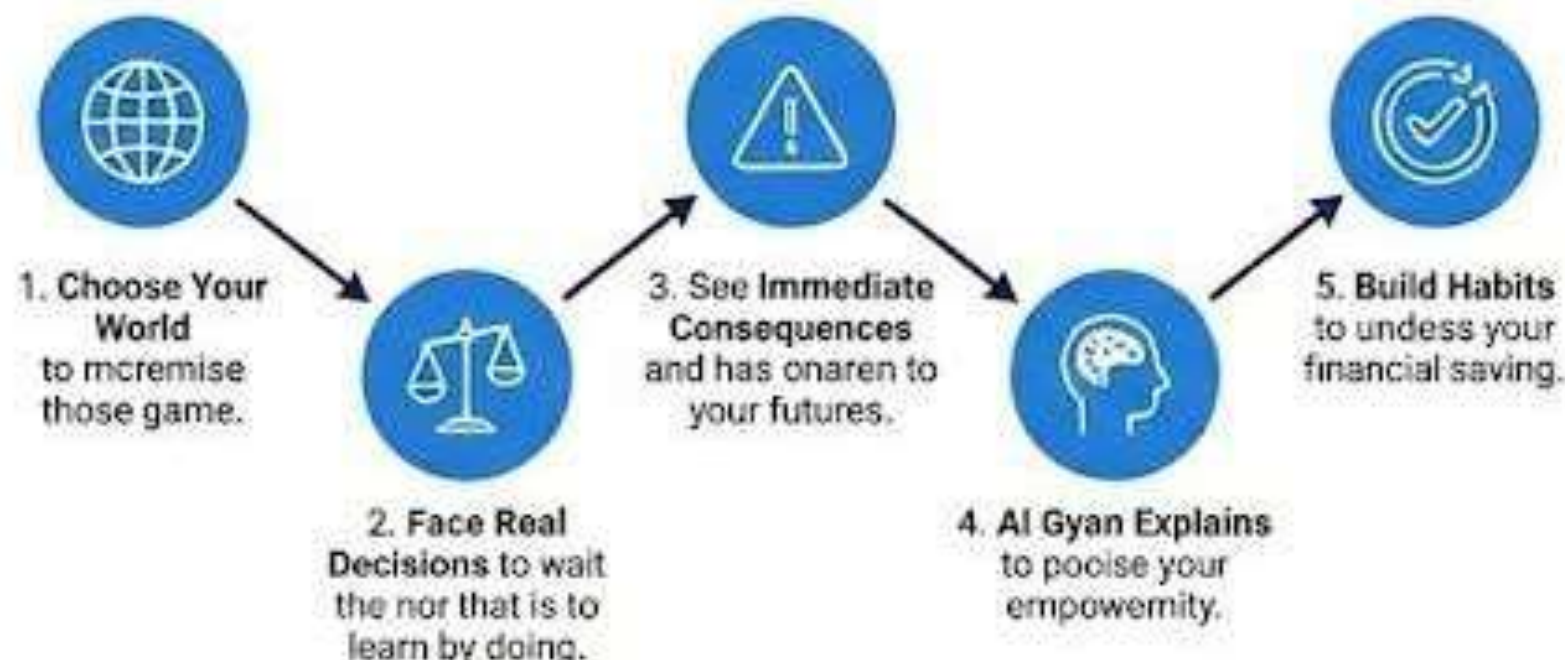 1. Choose Your
World
to mcremise
those game.
2. Face Real
Decisions to wait
the nor that is to
learn by doing.
3. See Immediate
Consequences
and has onaren to
your futures.
4. AI Gyan Explains
to pooise your
empowernity.
5. Build Habits
to undess your
financial saving.